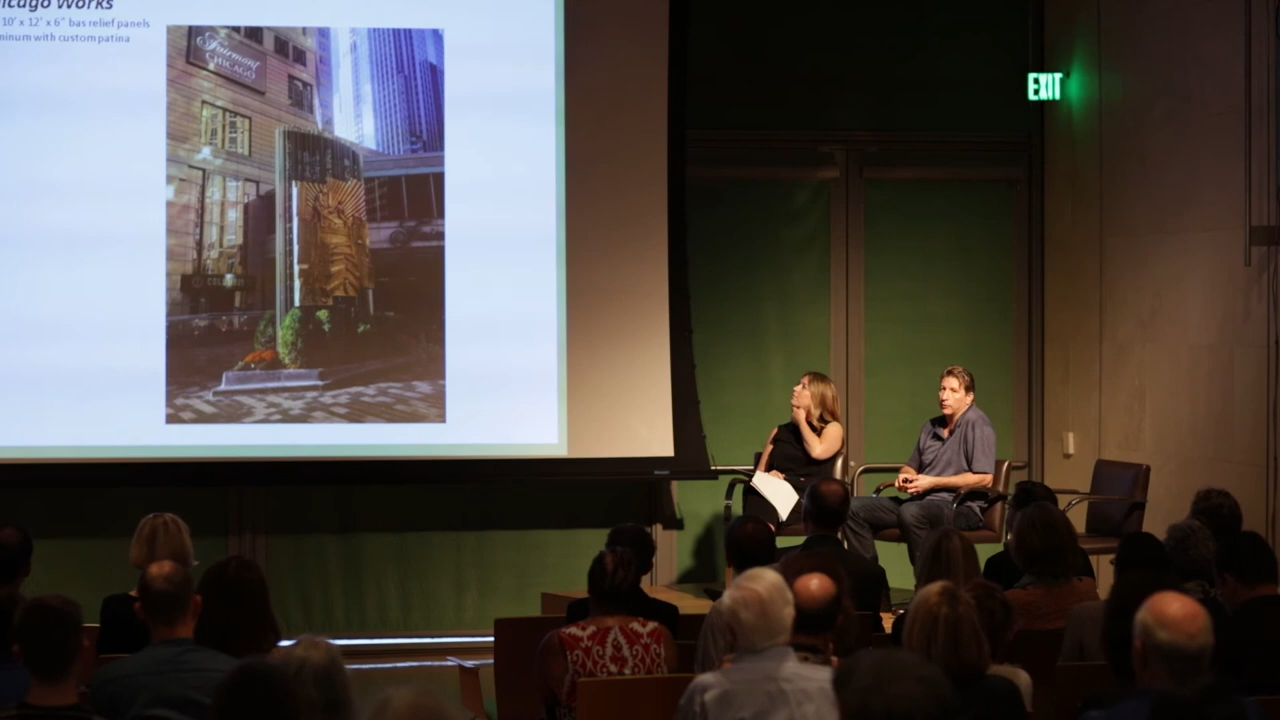 icago Works
10' x 12' x 6" bas relief panels
minum with custom patina
Fairmont
CHICAGO
EXIT